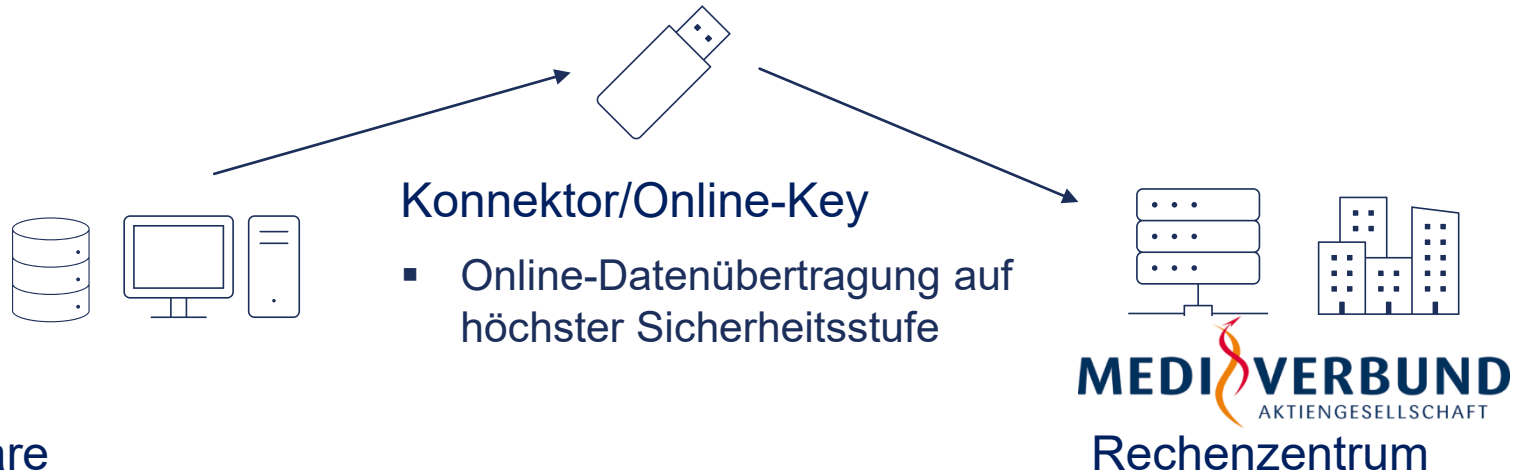 Konnektor/Online-Key
▪ Online-Datenübertragung auf
höchster Sicherheitsstufe
MEDI VERBUND
AKTIENGESELLSCHAFT
are
Rechenzentrum